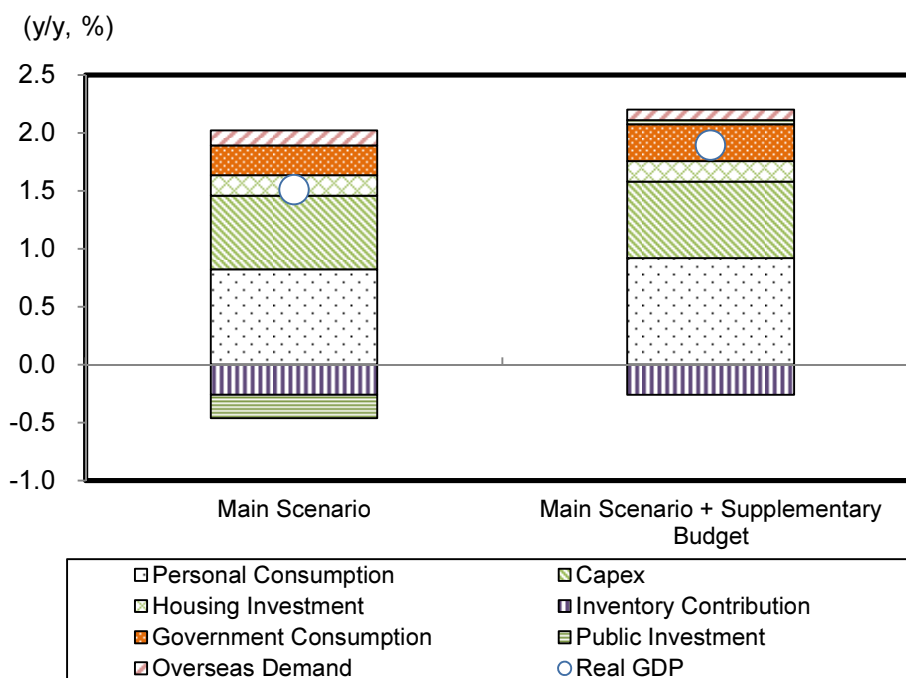 (y/y, %)
2.5
2.0
1.5
1.0
0.5
0.0
-0.5
-1.0
Main Scenario
Main Scenario + Supplementary
Budget
Personal Consumption
Capex
Housing Investment
Inventory Contribution
Government Consumption
Public Investment
Overseas Demand
Real GDP